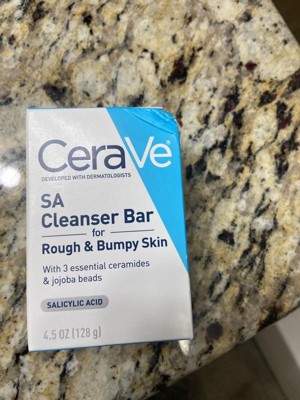 CeraVe®
DEVELOPED WITH DERMATOLOGISTS
SA
Cleanser Bar
for
Rough & Bumpy Skin
With 3 essential ceramides
& jojoba beads
SALICYLIC ACID
4.5 OZ (128 g)